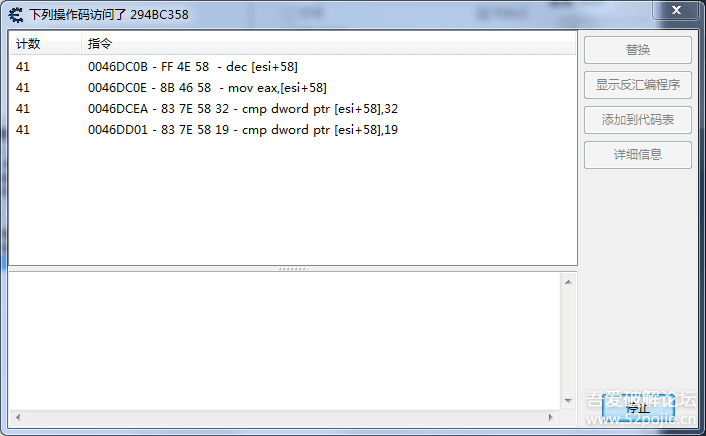 下列操作码访问了 294BC358
计数 指令
41 0046DC0B - FF 4E 58 - dec [esi+58]
41 0046DC0E - 8B 46 58 - mov eax,[esi+58]
41 0046DCEA - 83 7E 58 32 - cmp dword ptr [esi+58],32
41 0046DD01 - 83 7E 58 19 - cmp dword ptr [esi+58],19
替换
显示反汇编程序
添加到代码表
详细信息
停止
吾爱破解论坛
www.52pojie.cn